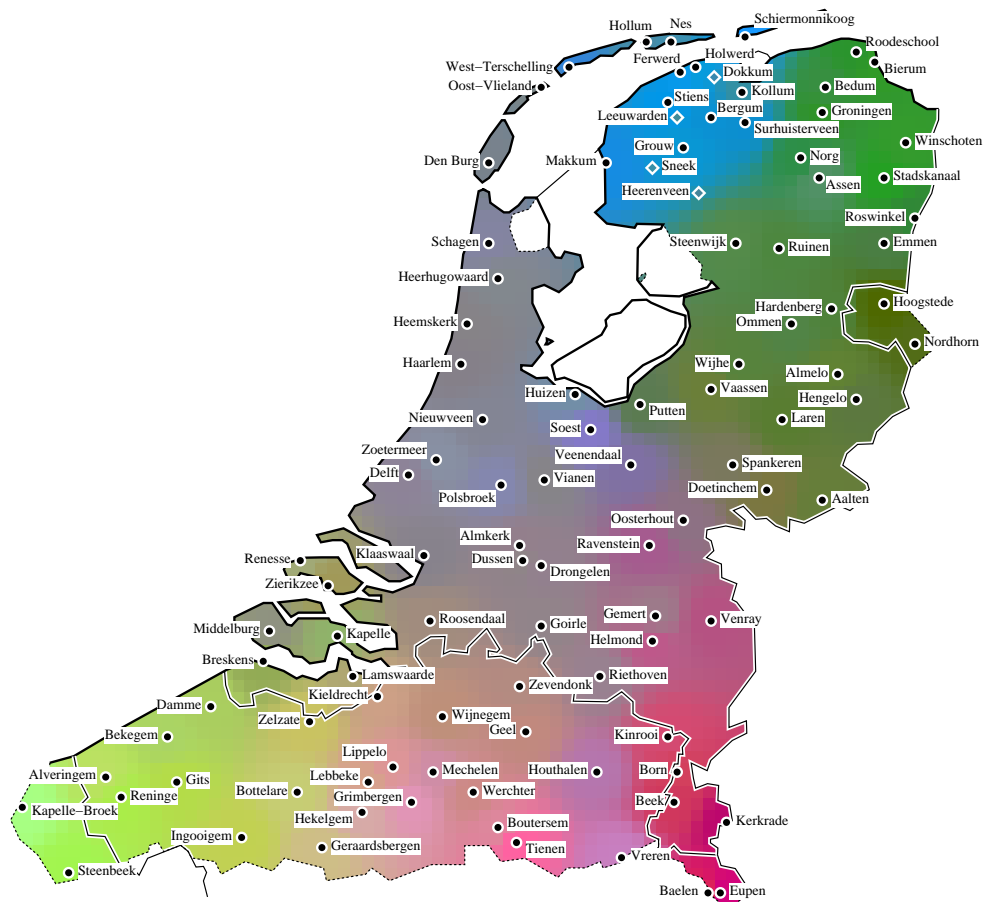 Schiermonnikoog
Hollum
Nes
Roodeschool
Holwerd
Ferwerd
West-Terschelling
Bierum
Dokkum
Oost-Vlieland
Kollum
Bedum
Stiens
Bergum
Groningen
Leeuwarden
Surhuisterveen
Winschoten
Grouw
Norg
Den Burg
Makkum
Sneek
Assen
Stadskanaal
Heerenveen
Roswinkel
Schagen
Steenwijk
Ruinen
Emmen
Heerhugowaard
Hoogstede
Hardenberg
Heemskerk
Ommen
Nordhorn
Haarlem
Wijhe
Almelo
Huizen
Vaassen
Hengelo
Putten
Nieuwveen
Laren
Soest
Zoetermeer
Veenendaal
Spankeren
Delft
Vianen
Polsbroek
Doetinchem
Aalten
Oosterhout
Almkerk
Ravenstein
Klaaswaal
Renesse
Dussen
Drongelen
Zierikzee
Gemert
Roosendaal
Venray
Goirle
Middelburg
Kapelle
Helmond
Breskens
Lamswaarde
Riethoven
Zevendonk
Kieldrecht
Damme
Zelzate
Wijnegem
Geel
Bekegem
Kinrooi
Lippelo
Alveringem
Lebbeke
Mechelen
Houthalen
Born
Gits
Bottelare
Werchter
Reninge
Grimbergen
Beek
Kapelle-Broek
Hekelgem
Kerkrade
Boutersem
Ingooigem
Geraardsbergen
Tienen
Vreren
Steenbeek
Baelen
Eupen